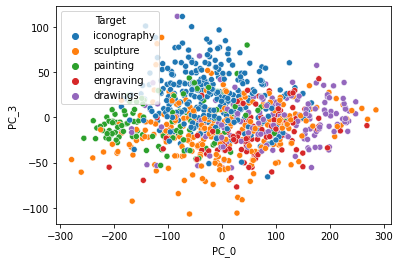 Target
iconography
sculpture
painting
engraving
drawings
100
50
0
−50
−100
PC_3
−300 −200 −100 0 100 200 300
PC_0